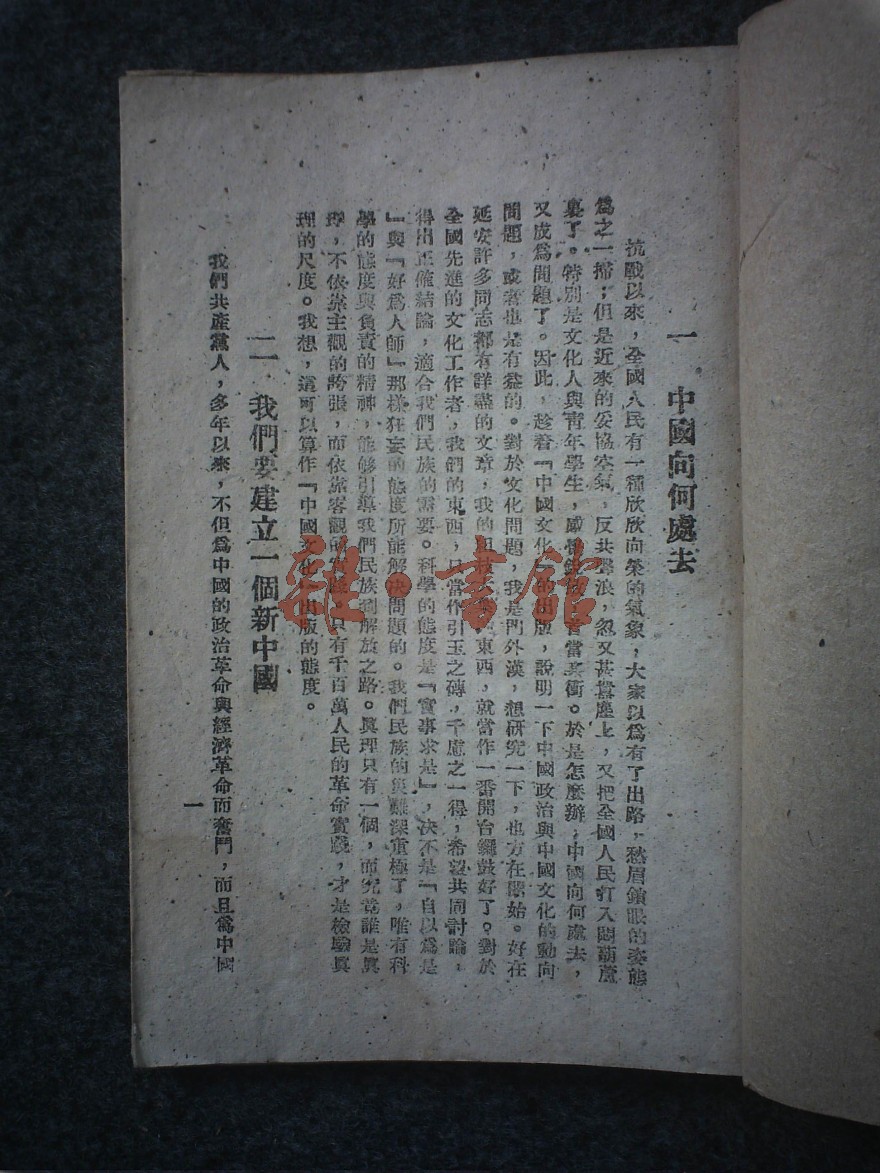 一 中國向何處去
抗戰以來，全國人民有一種欣欣向榮的氣象，大家以爲有了出路，愁眉鎖眼的姿態
爲之一掃；但是近來的妥協空氣，反共聲浪，忽又甚囂塵上，又把全國人民打入悶葫蘆
裏了。特別是文化人與青年學生，感覺銳敏，首當其衝。於是怎麽辦，中國向何處去，
又成爲問題了。因此，趁着『中國文化』的出版，說明一下中國政治與中國文化的動向
問題，或者也是有益的。對於文化問題，我是門外漢，想研究一下，也方在開始。好在
延安許多同志都有詳盡的文章，我的粗枝大葉的東西，就當作一番開台鑼鼓好了。對於
全國先進的文化工作者，我們的東西，只當作引玉之磚，千慮之一得，希望共同討論，
得出正確結論，適合我們民族的需要。科學的態度是『實事求是』，決不是『自以爲是
』與『好爲人師』那樣狂妄的態度所能解決問題的。我們民族的災難深重極了，唯有科
學的態度與負責的精神，能够引導我們民族到解放之路。眞理只有一個，而究竟誰是眞
理，不依靠主觀的誇張，而依靠客觀的實踐。只有千百萬人民的革命實踐，才是檢驗眞
理的尺度。我想，這可以算作『中國文化』出版的態度。
二 我們要建立一個新中國
我們共產黨人，多年以來，不但爲中國的政治革命與經濟革命而奮鬥，而且爲中國
一
雜·書館